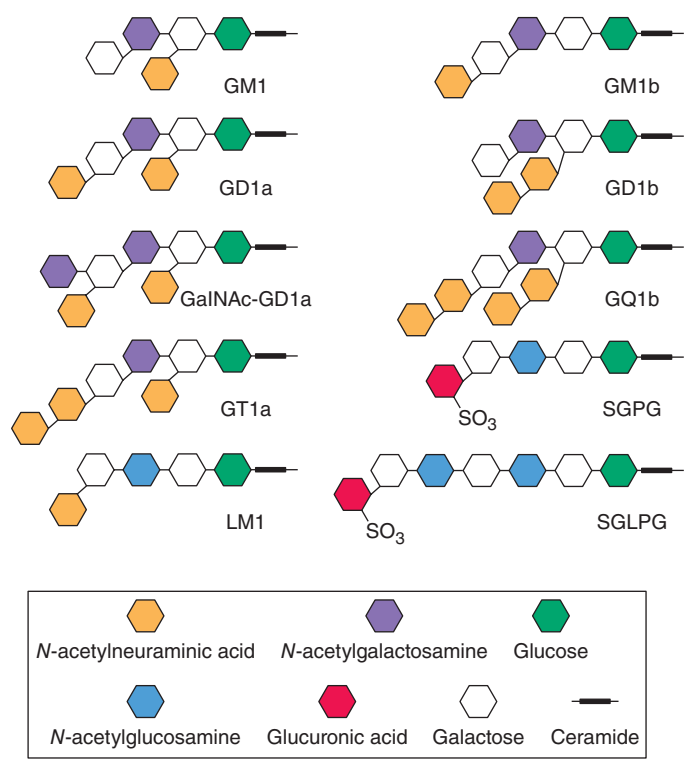 GM1
GM1b
GD1a
GD1b
GalNAc-GD1a
GQ1b
GT1a
SO3
SGPG
LM1
SO3
SGLPG
N-acetylneuraminic acid
N-acetylgalactosamine
Glucose
N-acetylglucosamine
Glucuronic acid
Galactose
Ceramide